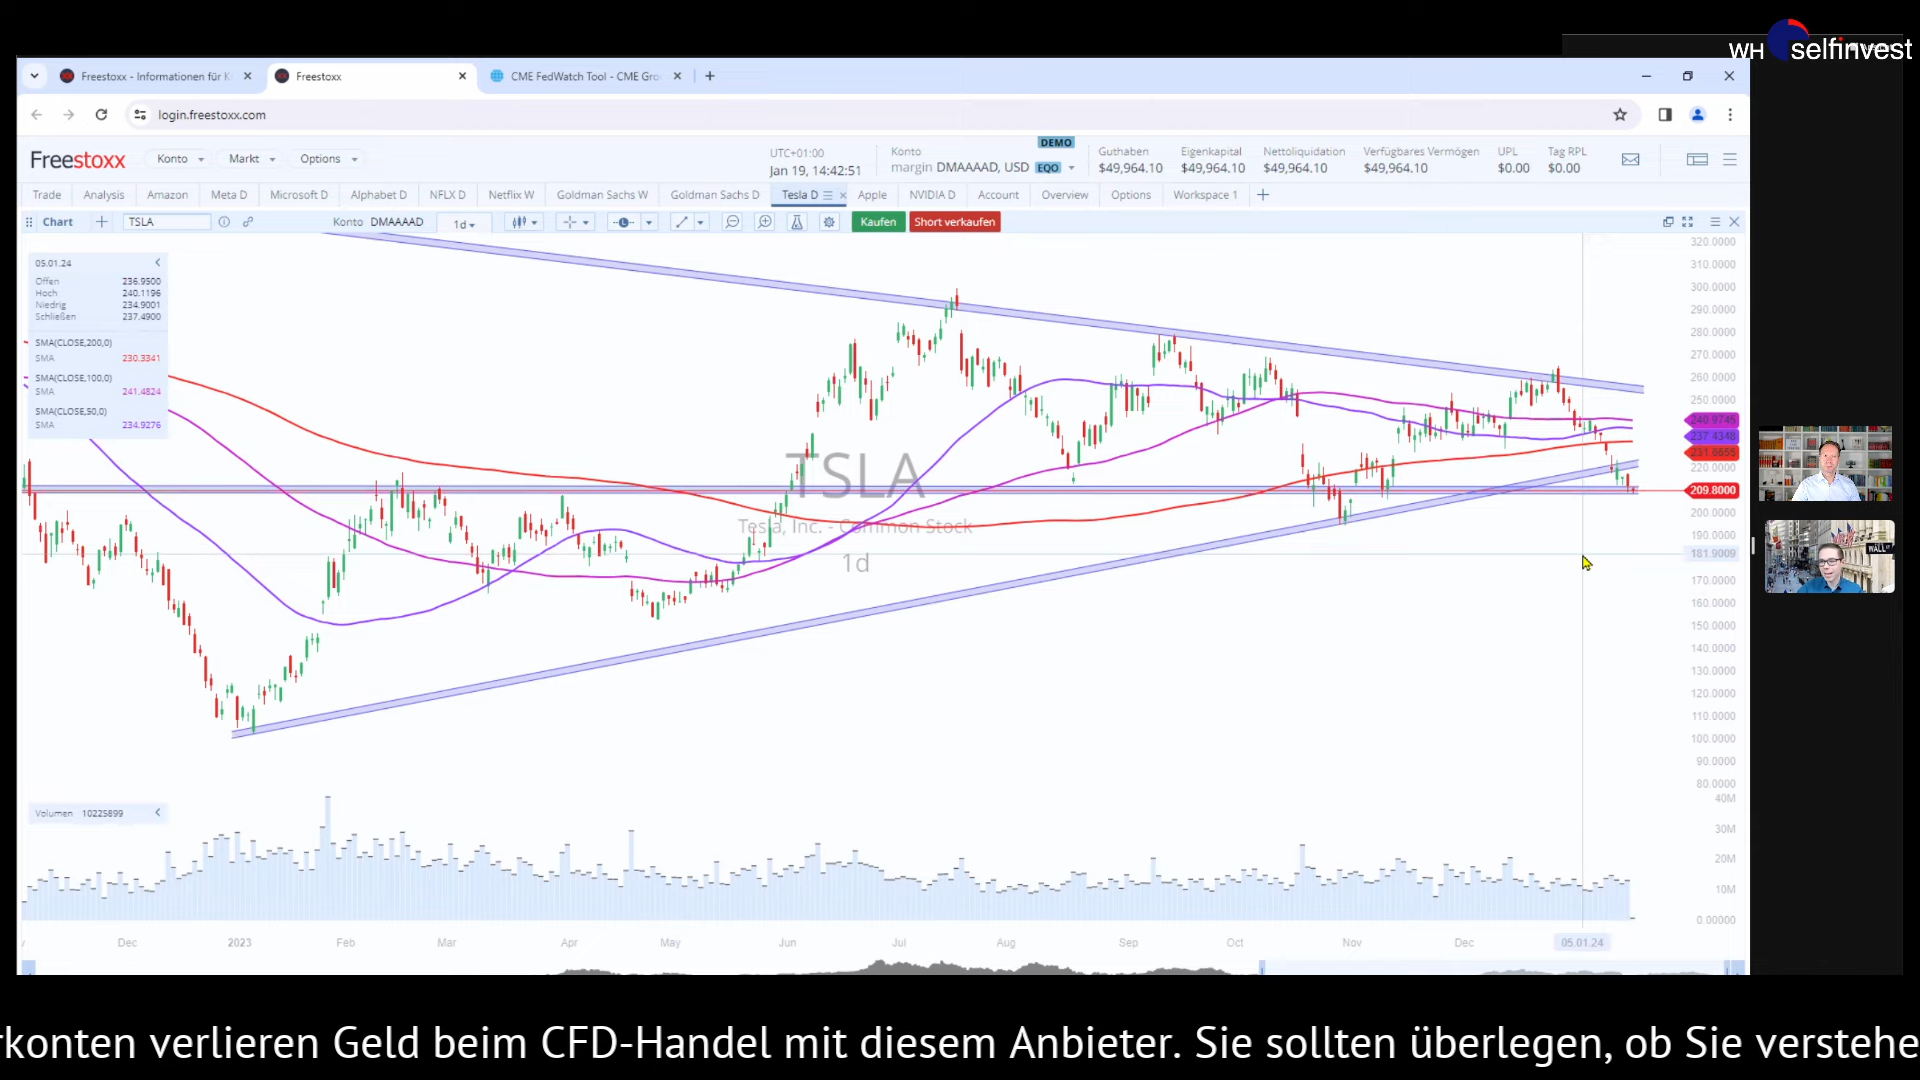 WH selfinvest
Freestoxx - Informationen für K
Freestoxx
CME FedWatch Tool - CME Gro
login.freestoxx.com
Freestoxx
Konto
Markt
Options
UTC+01:00
Jan 19, 14:42:51
Konto
DEMO
margin DMAAAAD, USD EQO
Guthaben
$49,964.10
Eigenkapital
$49,964.10
Nettoliquidation
$49,964.10
Verfügbares Vermögen
$49,964.10
UPL
$0.00
Tag RPL
$0.00
Trade Analysis Amazon Meta D Microsoft D Alphabet D NFLX D Netflix W Goldman Sachs W Goldman Sachs D Tesla D Apple NVIDIA D Account Overview Options Workspace 1
Chart TSLA Konto DMAAAAD 1d Kaufen Short verkaufen
05.01.24
Offen 236.9500
Hoch 240.1196
Niedrig 234.9001
Schließen 237.4900
SMA(CLOSE,200,0)
SMA 230.3341
SMA(CLOSE,100,0)
SMA 241.4824
SMA(CLOSE,50,0)
SMA 234.9276
TSLA
Tesla, Inc. - Common Stock
1d
320.0000
310.0000
300.0000
290.0000
280.0000
270.0000
260.0000
250.0000
240.9745
237.4348
231.6655
220.0000
209.8000
200.0000
190.0000
181.9009
170.0000
160.0000
150.0000
140.0000
130.0000
120.0000
110.0000
100.0000
90.0000
80.0000
WALL
Volumen 10225899
40M
30M
20M
10M
0.00000
Dec 2023 Feb Mar Apr May Jun Jul Aug Sep Oct Nov Dec 05.01.24
rkonten verlieren Geld beim CFD-Handel mit diesem Anbieter. Sie sollten überlegen, ob Sie verstehe